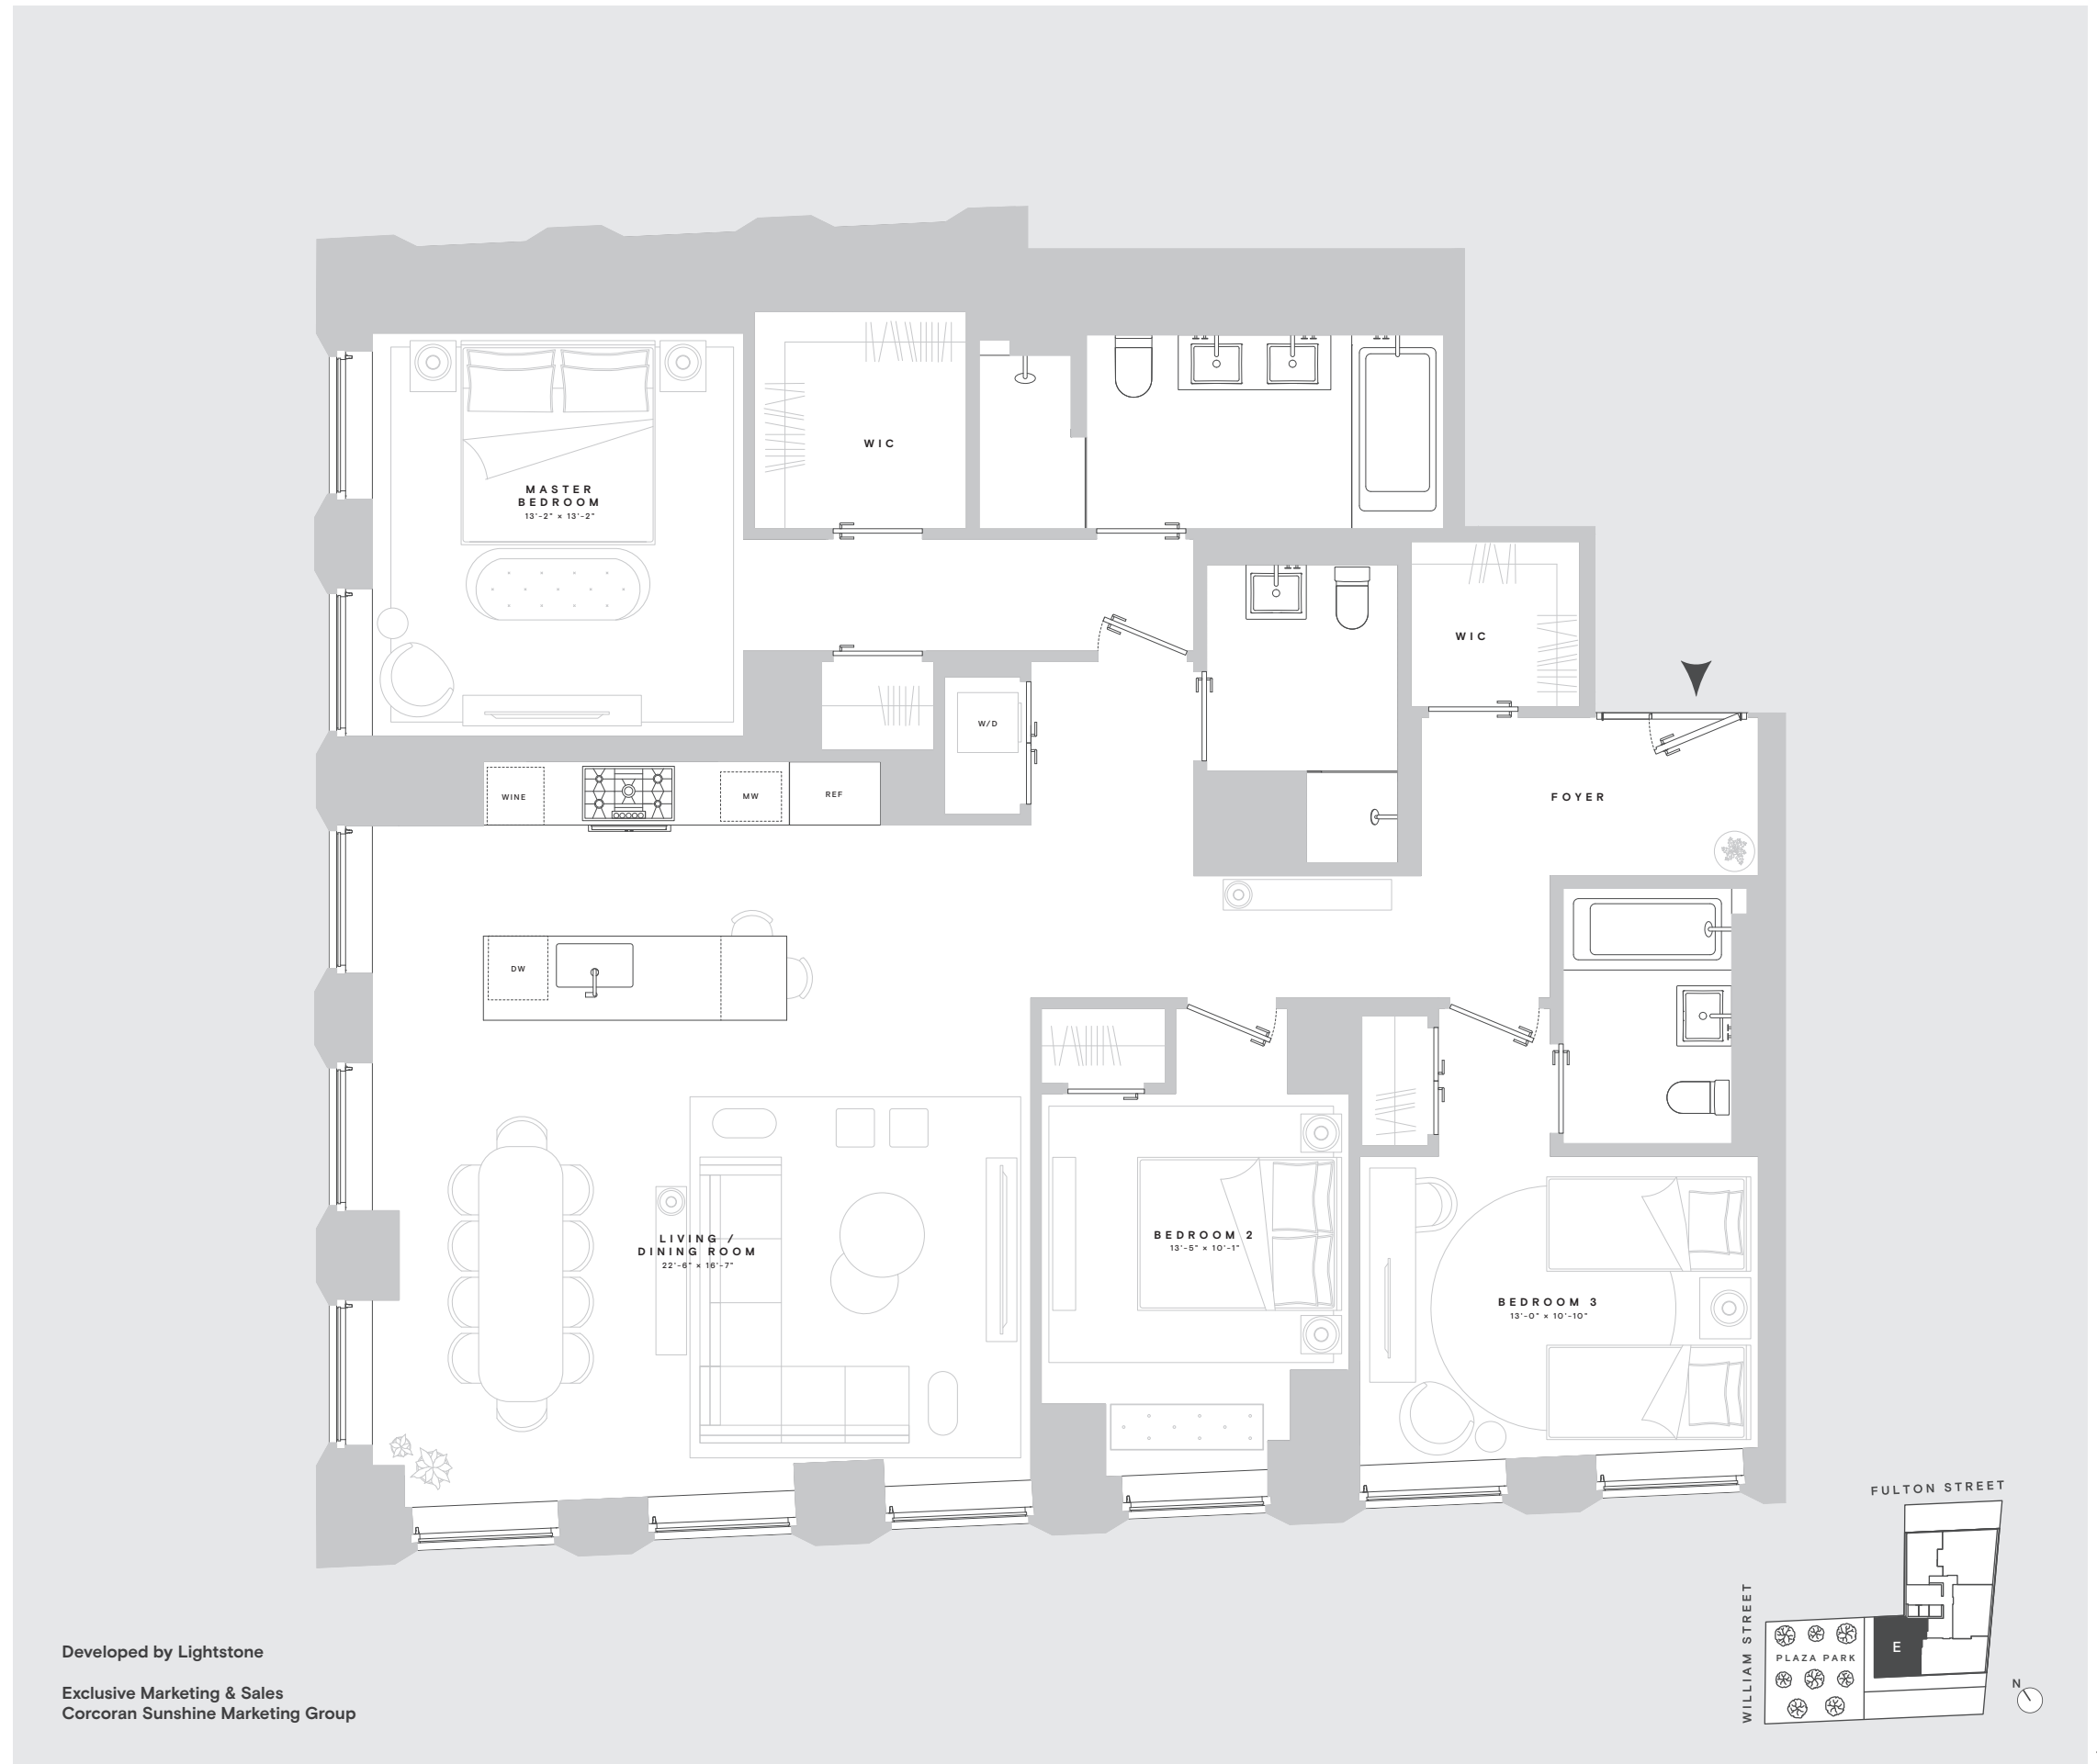 WIC
MASTER
BEDROOM
13'-2" × 13'-2"
WIC
W/D
WINE
MW
REF
FOYER
DW
LIVING /
DINING ROOM
22'-6" × 16'-7"
BEDROOM 2
13'-5" × 10'-1"
BEDROOM 3
13'-0" × 10'-10"
FULTON STREET
WILLIAM STREET
PLAZA PARK
E
N
Developed by Lightstone
Exclusive Marketing & Sales
Corcoran Sunshine Marketing Group